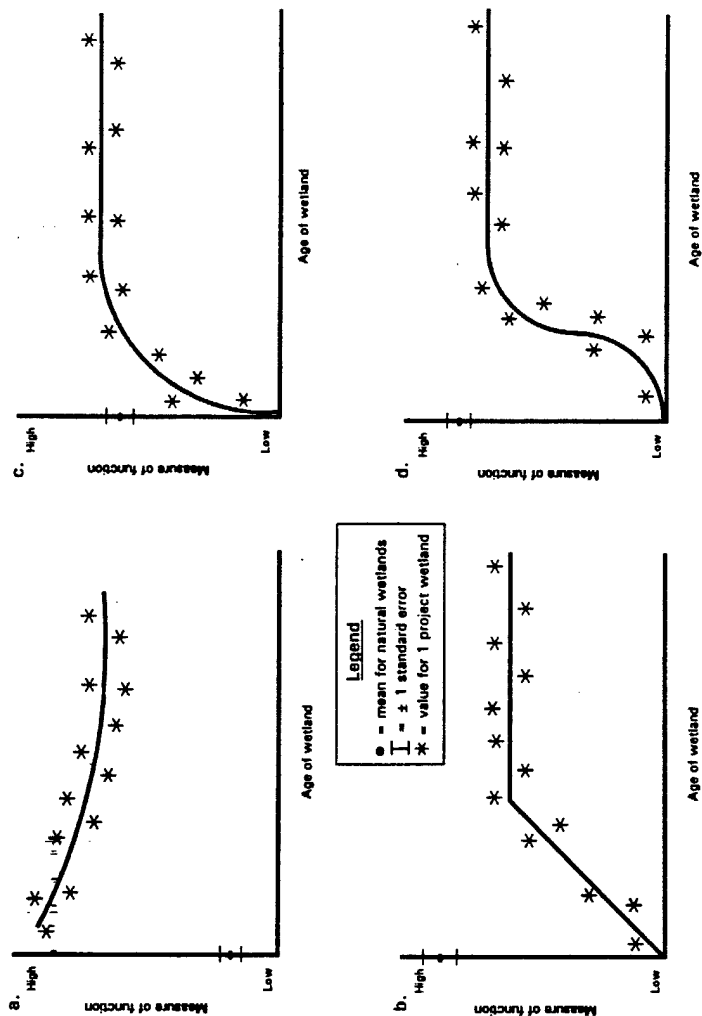 a.
High
Measure of function
Low
Age of wetland
b.
High
Measure of function
Low
Age of wetland
Legend
● = mean for natural wetlands
⌶ = ± 1 standard error
* = value for 1 project wetland
c.
High
Measure of function
Low
Age of wetland
d.
High
Measure of function
Low
Age of wetland